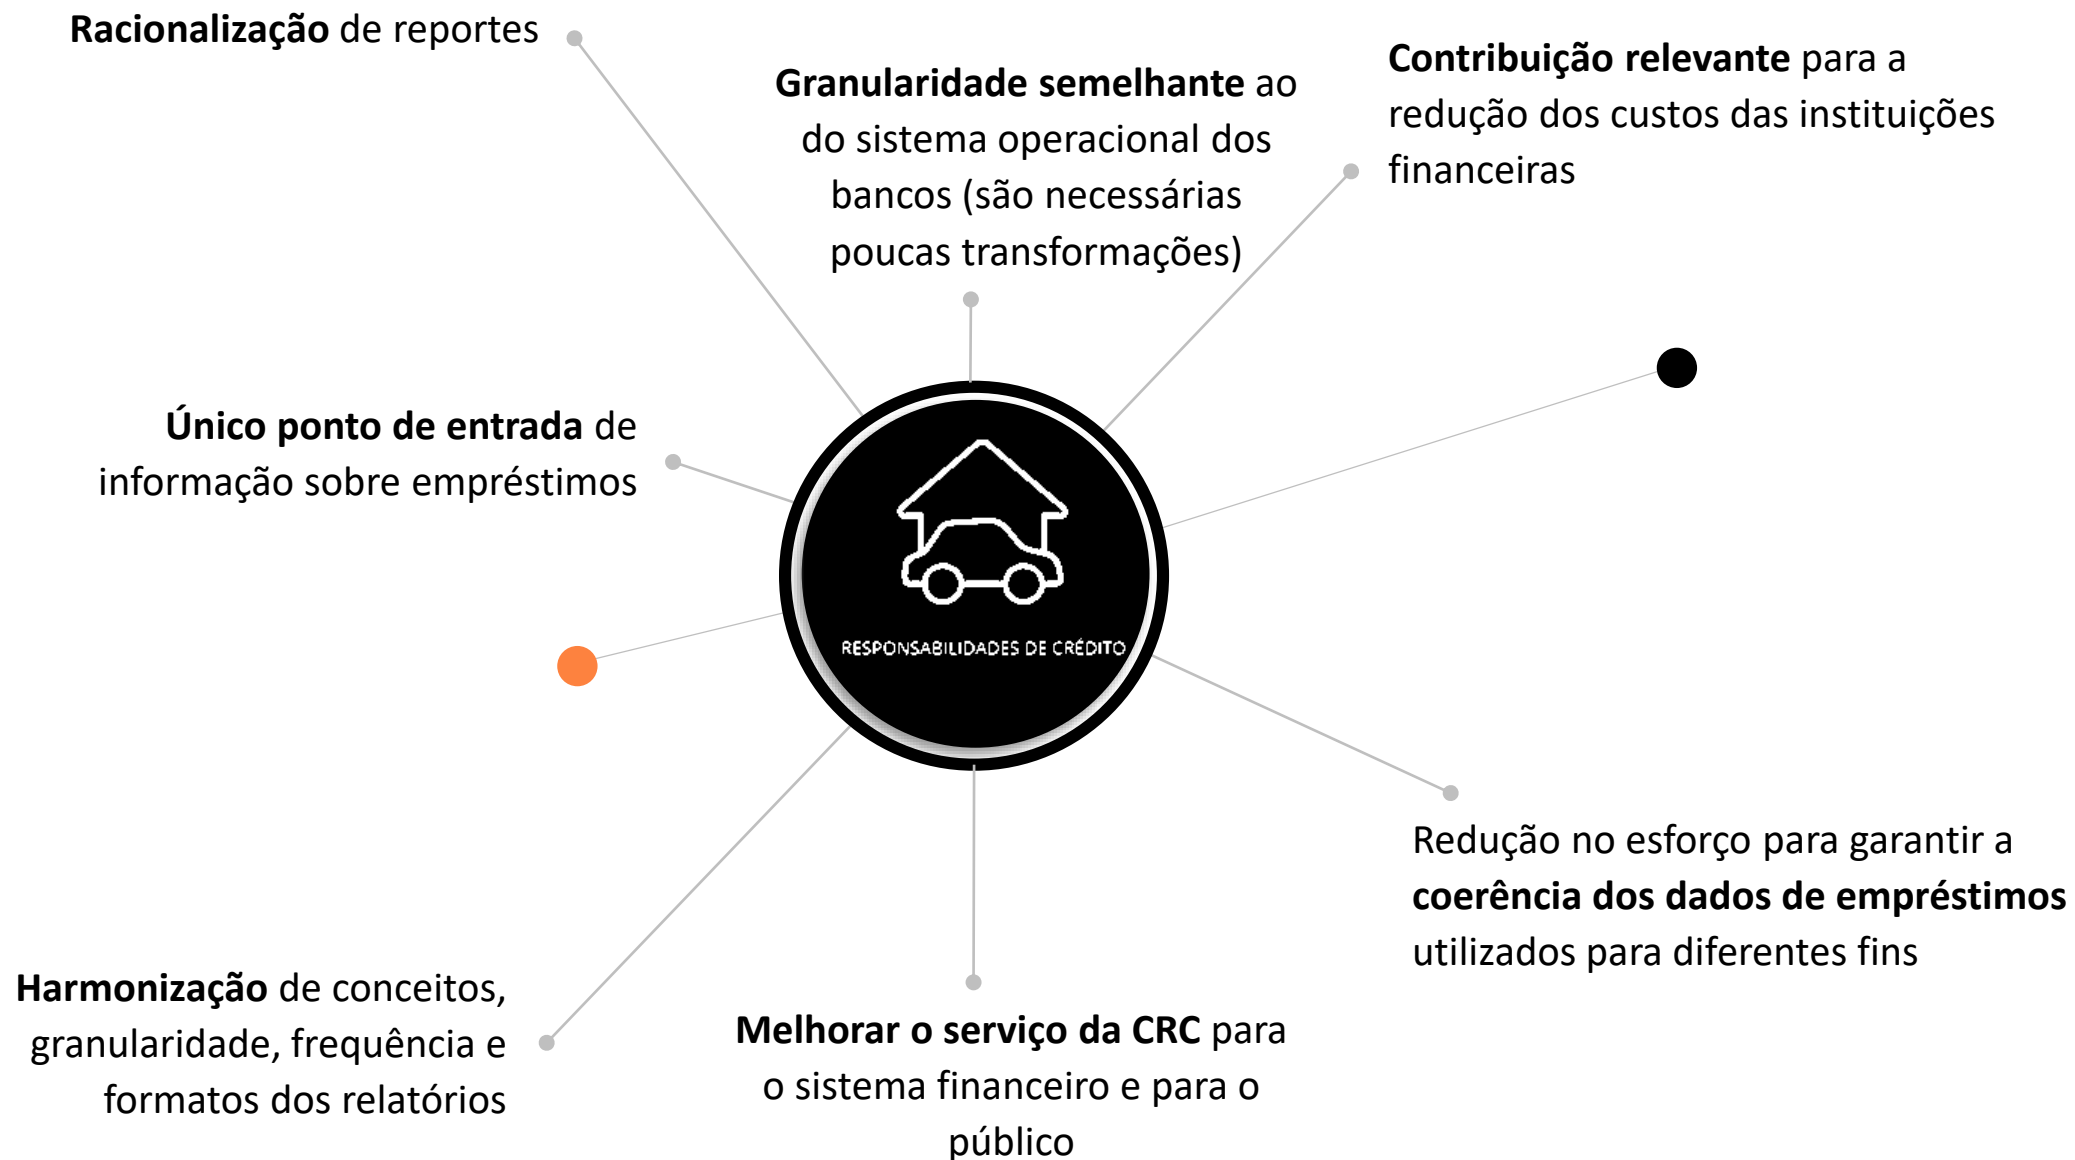 Racionalização de reportes
Granularidade semelhante ao
do sistema operacional dos
bancos (são necessárias
poucas transformações)
Contribuição relevante para a
redução dos custos das instituições
financeiras
Único ponto de entrada de
informação sobre empréstimos
RESPONSABILIDADES DE CRÉDITO
Redução no esforço para garantir a
coerência dos dados de empréstimos
utilizados para diferentes fins
Harmonização de conceitos,
granularidade, frequência e
formatos dos relatórios
Melhorar o serviço da CRC para
o sistema financeiro e para o
público